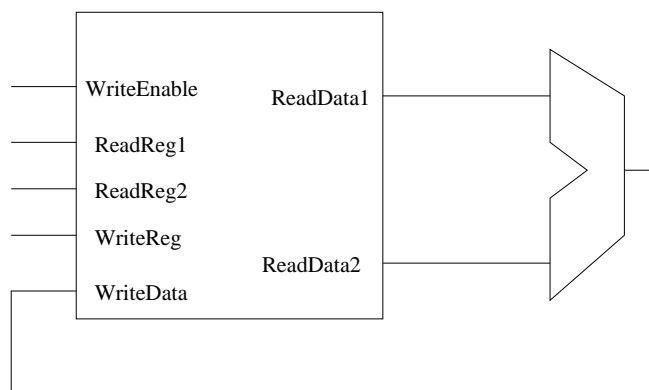 WriteEnable
ReadData1
ReadReg1
ReadReg2
WriteReg
ReadData2
WriteData